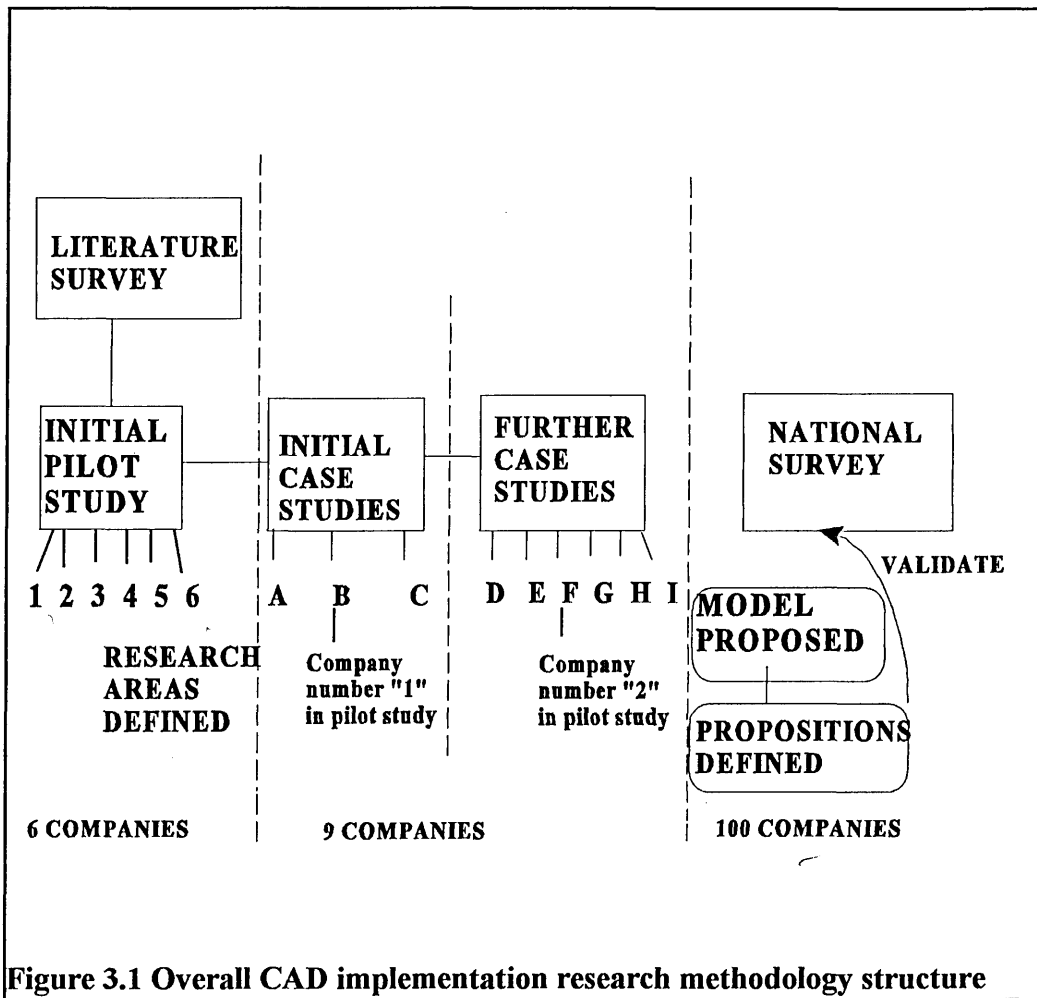 LITERATURE
SURVEY
INITIAL
PILOT
STUDY
1 2 3 4 5 6
RESEARCH
AREAS
DEFINED
6 COMPANIES
INITIAL
CASE
STUDIES
A B C
Company
number "1"
in pilot study
FURTHER
CASE
STUDIES
D E F G H I
Company
number "2"
in pilot study
9 COMPANIES
NATIONAL
SURVEY
VALIDATE
MODEL
PROPOSED
PROPOSITIONS
DEFINED
100 COMPANIES
Figure 3.1 Overall CAD implementation research methodology structure